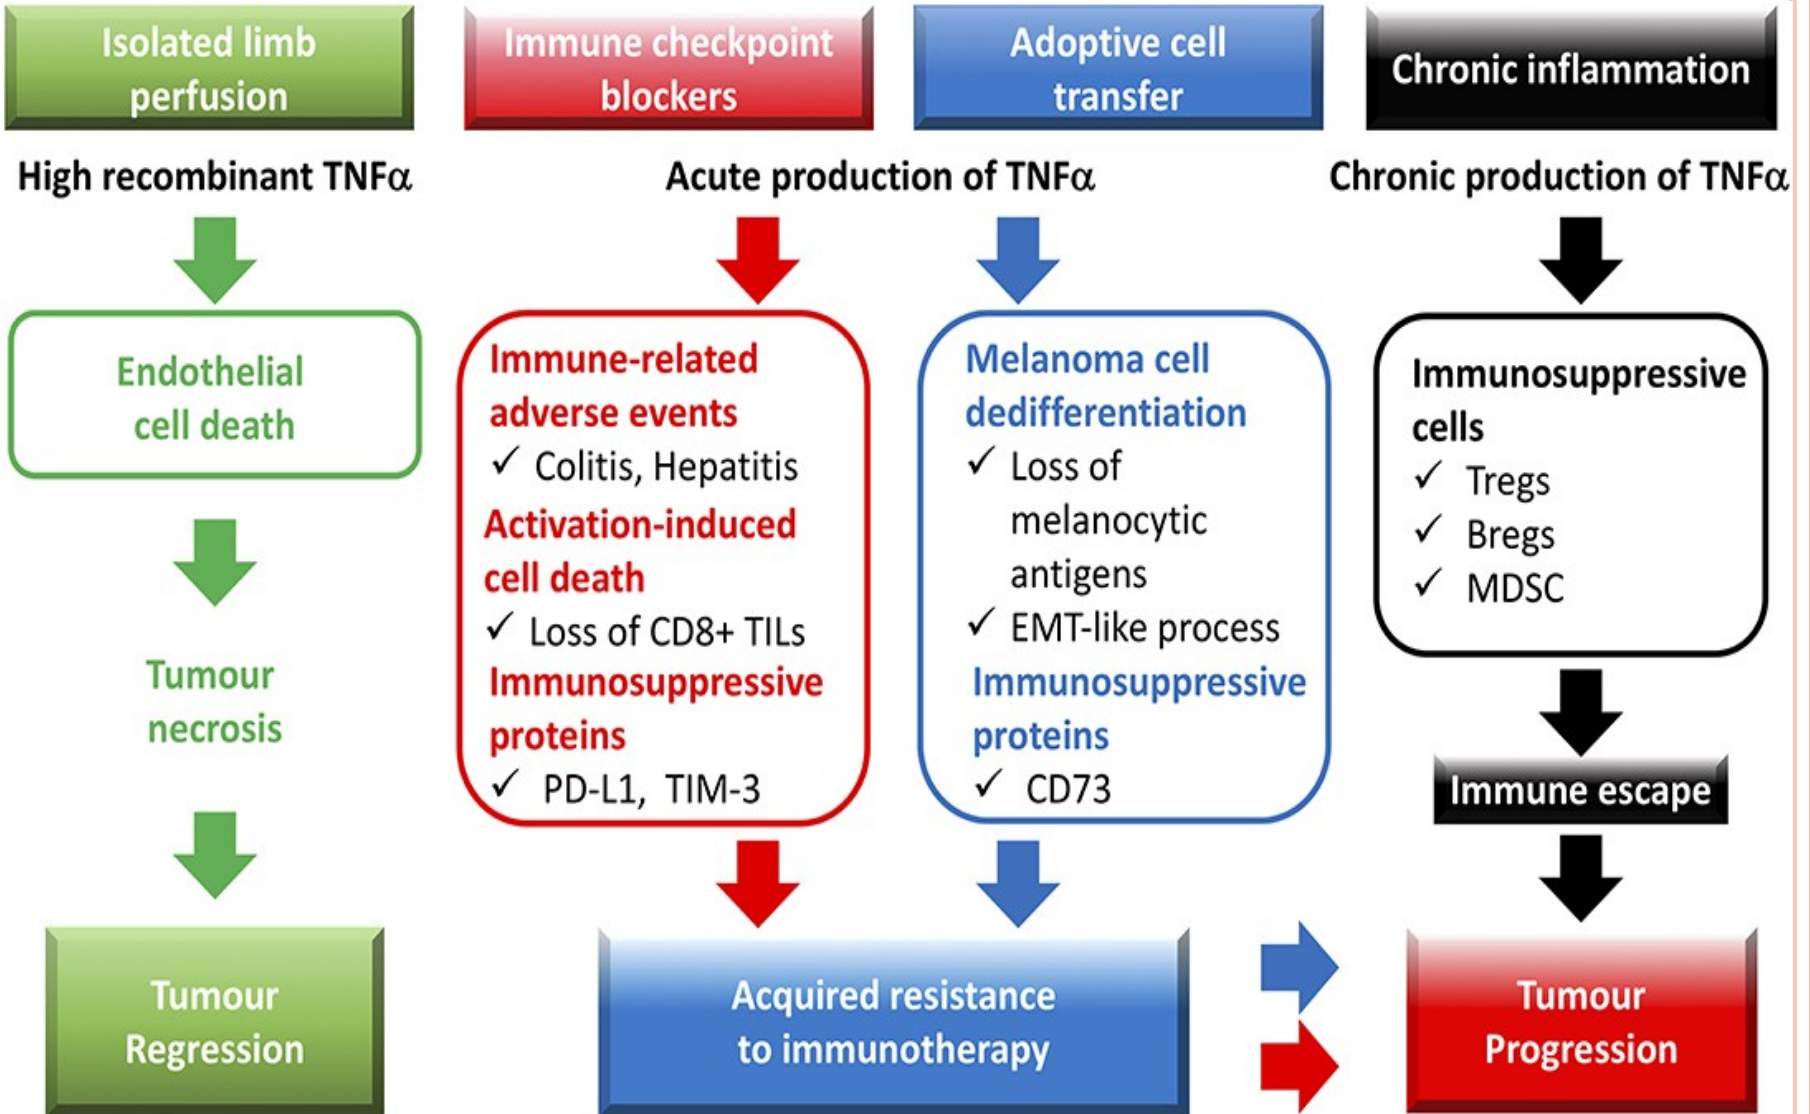 Isolated limb
perfusion
Immune checkpoint
blockers
Adoptive cell
transfer
Chronic inflammation
High recombinant TNFα
Acute production of TNFα
Chronic production of TNFα
Endothelial
cell death
Tumour
necrosis
Tumour
Regression
Immune-related
adverse events
✓ Colitis, Hepatitis
Activation-induced
cell death
✓ Loss of CD8+ TILs
Immunosuppressive
proteins
✓ PD-L1, TIM-3
Melanoma cell
dedifferentiation
✓ Loss of
melanocytic
antigens
✓ EMT-like process
Immunosuppressive
proteins
✓ CD73
Acquired resistance
to immunotherapy
Immunosuppressive
cells
✓ Tregs
✓ Bregs
✓ MDSC
Immune escape
Tumour
Progression